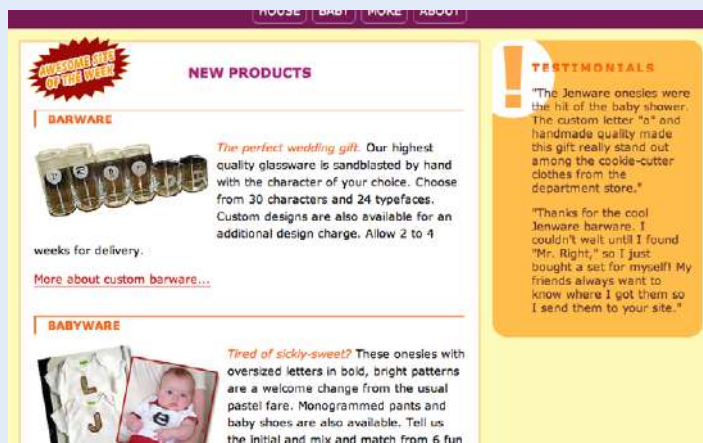 HOUSE BABY MORE ABOUT
AWESOME SITE
OF THE WEEK
NEW PRODUCTS
BARWARE
The perfect wedding gift. Our highest
quality glassware is sandblasted by hand
with the character of your choice. Choose
from 30 characters and 24 typefaces.
Custom designs are also available for an
additional design charge. Allow 2 to 4
weeks for delivery.
More about custom barware...
BABYWARE
Tired of sickly-sweet? These onesies with
oversized letters in bold, bright patterns
are a welcome change from the usual
pastel fare. Monogrammed pants and
baby shoes are also available. Tell us
the initial and mix and match from 6 fun
L
J
!
TESTIMONIALS
"The Jenware onesies were
the hit of the baby shower.
The custom letter "a" and
handmade quality made
this gift really stand out
among the cookie-cutter
clothes from the
department store."
"Thanks for the cool
Jenware barware. I
couldn't wait until I found
"Mr. Right," so I just
bought a set for myself! My
friends always want to
know where I got them so
I send them to your site."